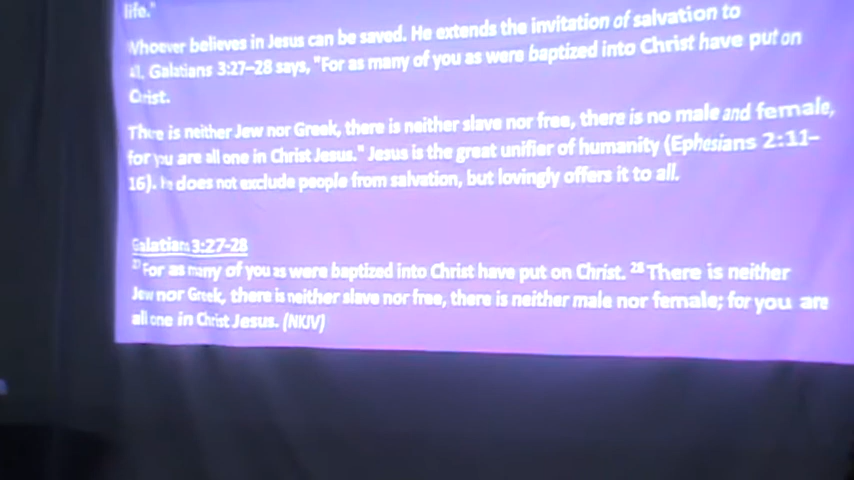 life."
Whoever believes in Jesus can be saved. He extends the invitation of salvation to
all. Galatians 3:27–28 says, "For as many of you as were baptized into Christ have put on
Christ.
There is neither Jew nor Greek, there is neither slave nor free, there is no male and female,
for you are all one in Christ Jesus." Jesus is the great unifier of humanity (Ephesians 2:11–
16). He does not exclude people from salvation, but lovingly offers it to all.
Galatians 3:27-28
27 For as many of you as were baptized into Christ have put on Christ. 28 There is neither
Jew nor Greek, there is neither slave nor free, there is neither male nor female; for you are
all one in Christ Jesus. (NKJV)